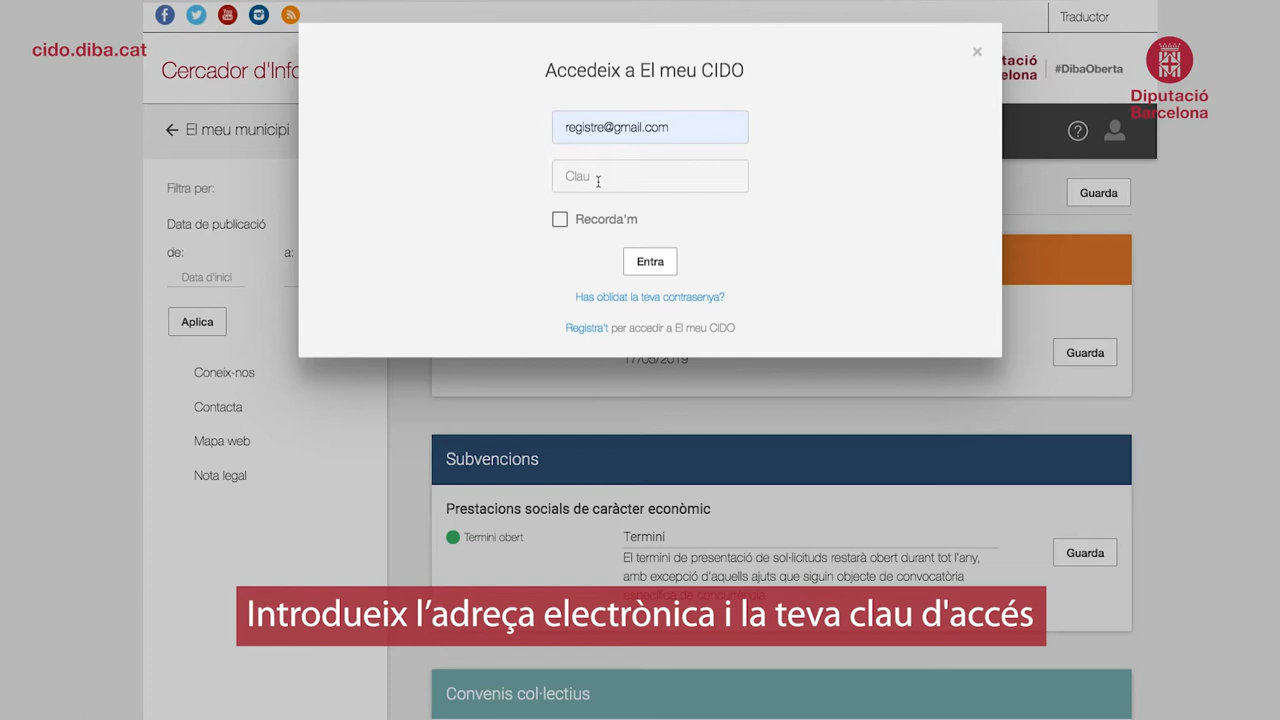 Traductor
cido.diba.cat
Cercador d'Info
Accedeix a El meu CIDO
×
#DibaOberta
Diputació
Barcelona
El meu municipi
registre@gmail.com
Clau
Filtra per:
Guarda
Data de publicació
Recorda'm
de:
a:
Data d'inici
Entra
Has oblidat la teva contrasenya?
Aplica
Registra't per accedir a El meu CIDO
17/05/2019
Guarda
Coneix-nos
Contacta
Mapa web
Nota legal
Subvencions
Prestacions socials de caràcter econòmic
Termini obert
Termini
El termini de presentació de sol·licituds restarà obert durant tot l'any,
amb excepció d'aquells ajuts que siguin objecte de convocatòria
específica de concurrència.
Guarda
Introdueix l'adreça electrònica i la teva clau d'accés
Convenis col·lectius